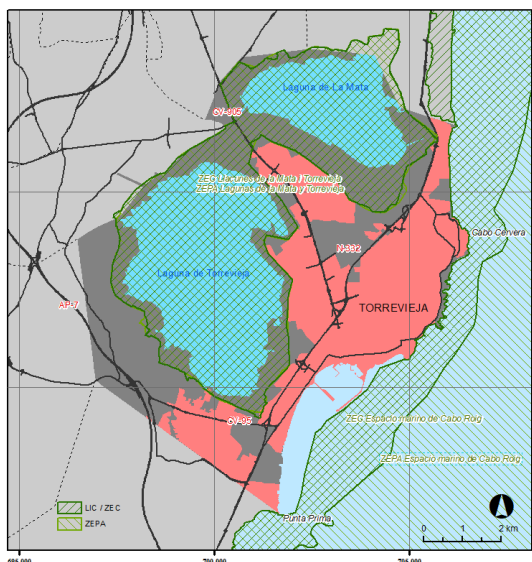 Laguna de La Mata
CV-905
ZEC Llacunes de la Mata i Torrevieja
ZEPA Lagunas de la Mata y Torrevieja
N-332
Cabo Cervera
Laguna de Torrevieja
AP-7
TORREVIEJA
CV-95
ZEC Espacio marino de Cabo Roig
ZEPA Espacio marino de Cabo Roig
LIC / ZEC
ZEPA
Punta Prima
0 1 2 km